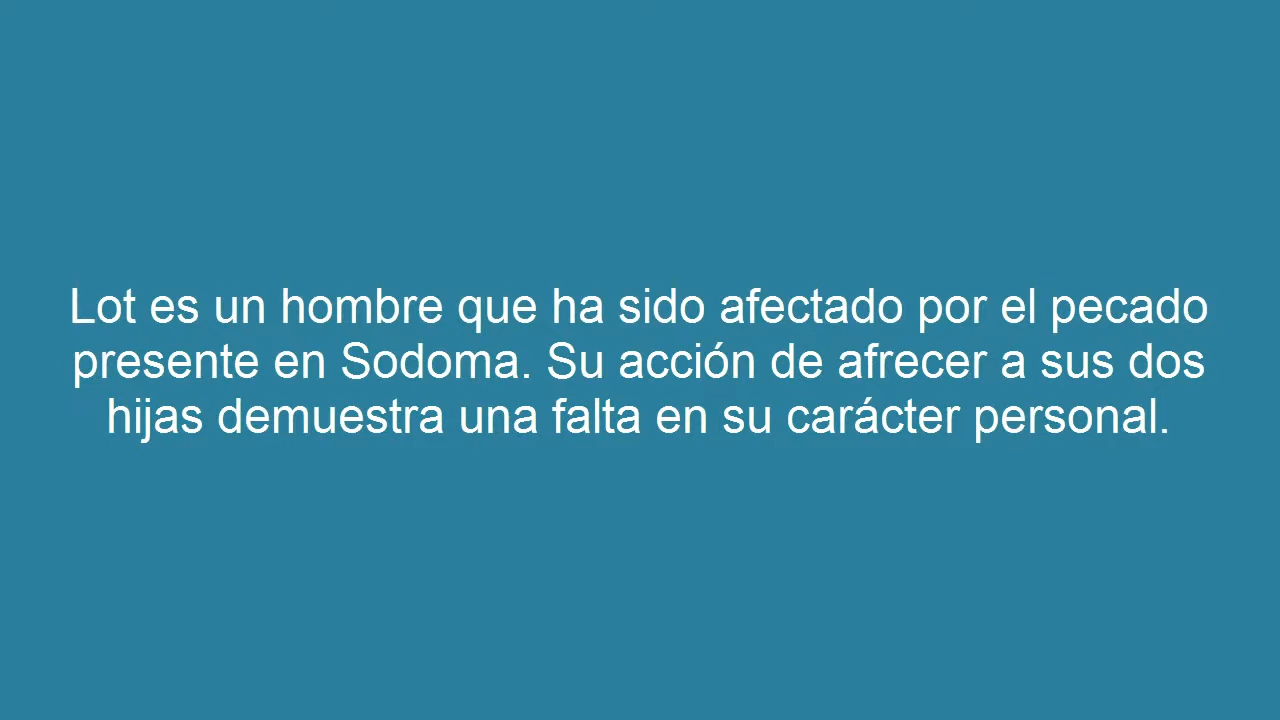 Lot es un hombre que ha sido afectado por el pecado
presente en Sodoma. Su acción de afrecer a sus dos
hijas demuestra una falta en su carácter personal.